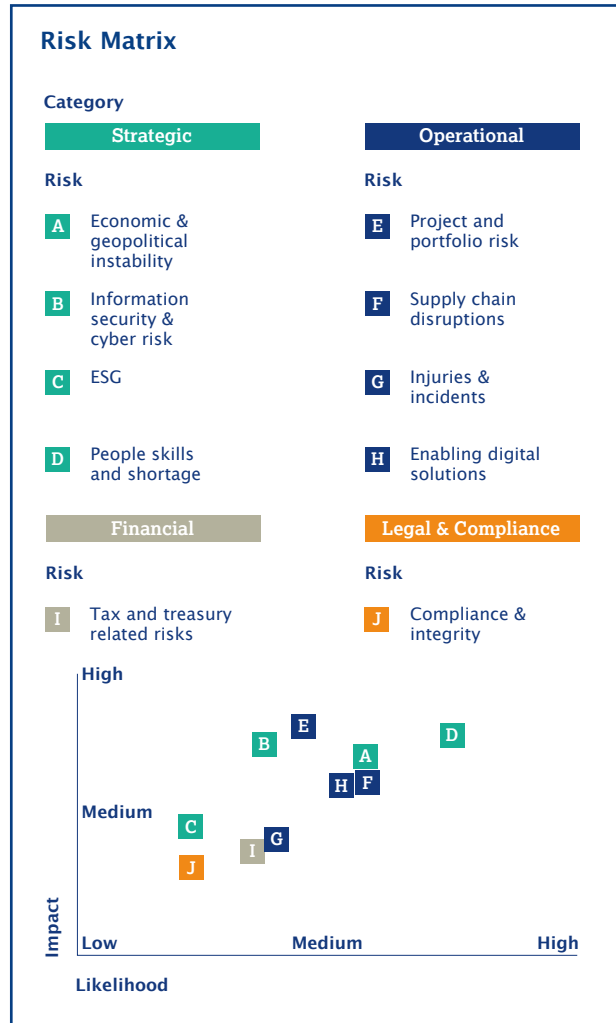 Risk Matrix
Category
Strategic
Risk
A Economic &
geopolitical
instability
B Information
security &
cyber risk
C ESG
D People skills
and shortage
Operational
Risk
E Project and
portfolio risk
F Supply chain
disruptions
G Injuries &
incidents
H Enabling digital
solutions
Financial
Risk
I Tax and treasury
related risks
Legal & Compliance
Risk
J Compliance &
integrity
High
E
D
B
A
F
H
Medium
C
G
I
J
Impact
Low Medium High
Likelihood